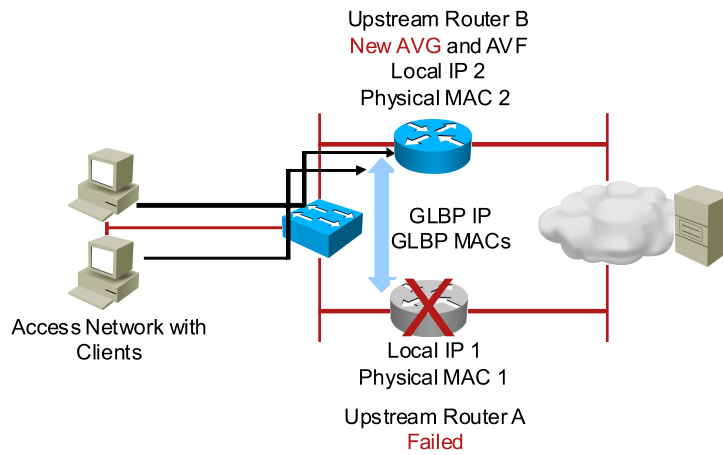 Upstream Router B
New AVG and AVF
Local IP 2
Physical MAC 2
GLBP IP
GLBP MACs
Access Network with
Clients
Local IP 1
Physical MAC 1
Upstream Router A
Failed